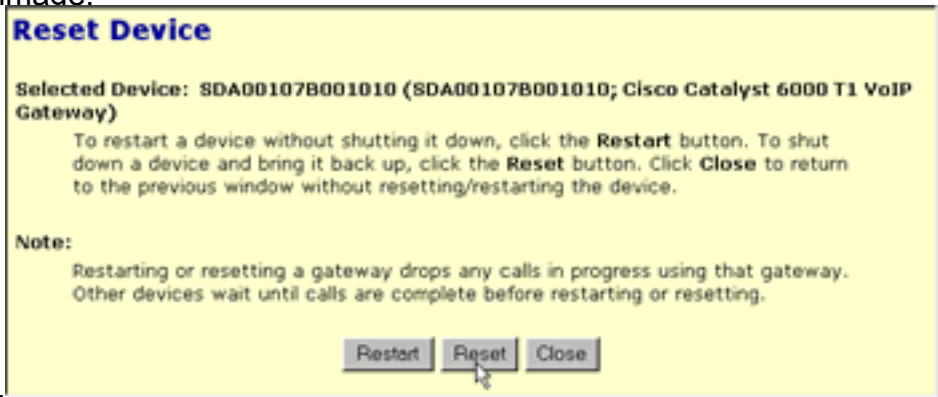 image.
Reset Device
Selected Device: SDA00107B001010 (SDA00107B001010; Cisco Catalyst 6000 T1 VoIP
Gateway)
To restart a device without shutting it down, click the Restart button. To shut
down a device and bring it back up, click the Reset button. Click Close to return
to the previous window without resetting/restarting the device.
Note:
Restarting or resetting a gateway drops any calls in progress using that gateway.
Other devices wait until calls are complete before restarting or resetting.
Restart Reset Close